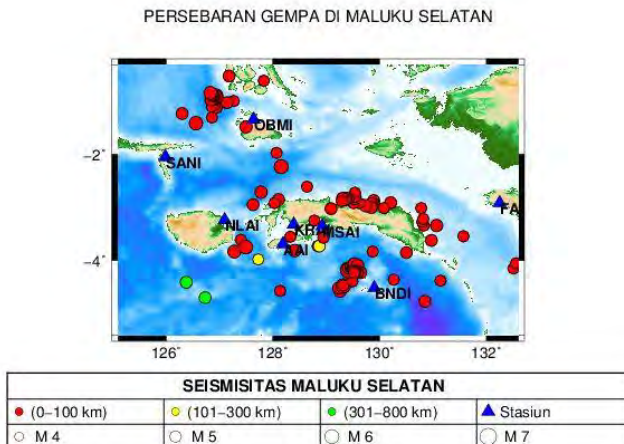 PERSEBARAN GEMPA DI MALUKU SELATAN
OBMI
−2˚
SANI
FA
NLAI
MSAI
AAI
−4˚
BNDI
126˚
128˚
130˚
132˚
SEISMISITAS MALUKU SELATAN
(0−100 km)
(101−300 km)
(301−800 km)
Stasiun
M 4
M 5
M 6
M 7